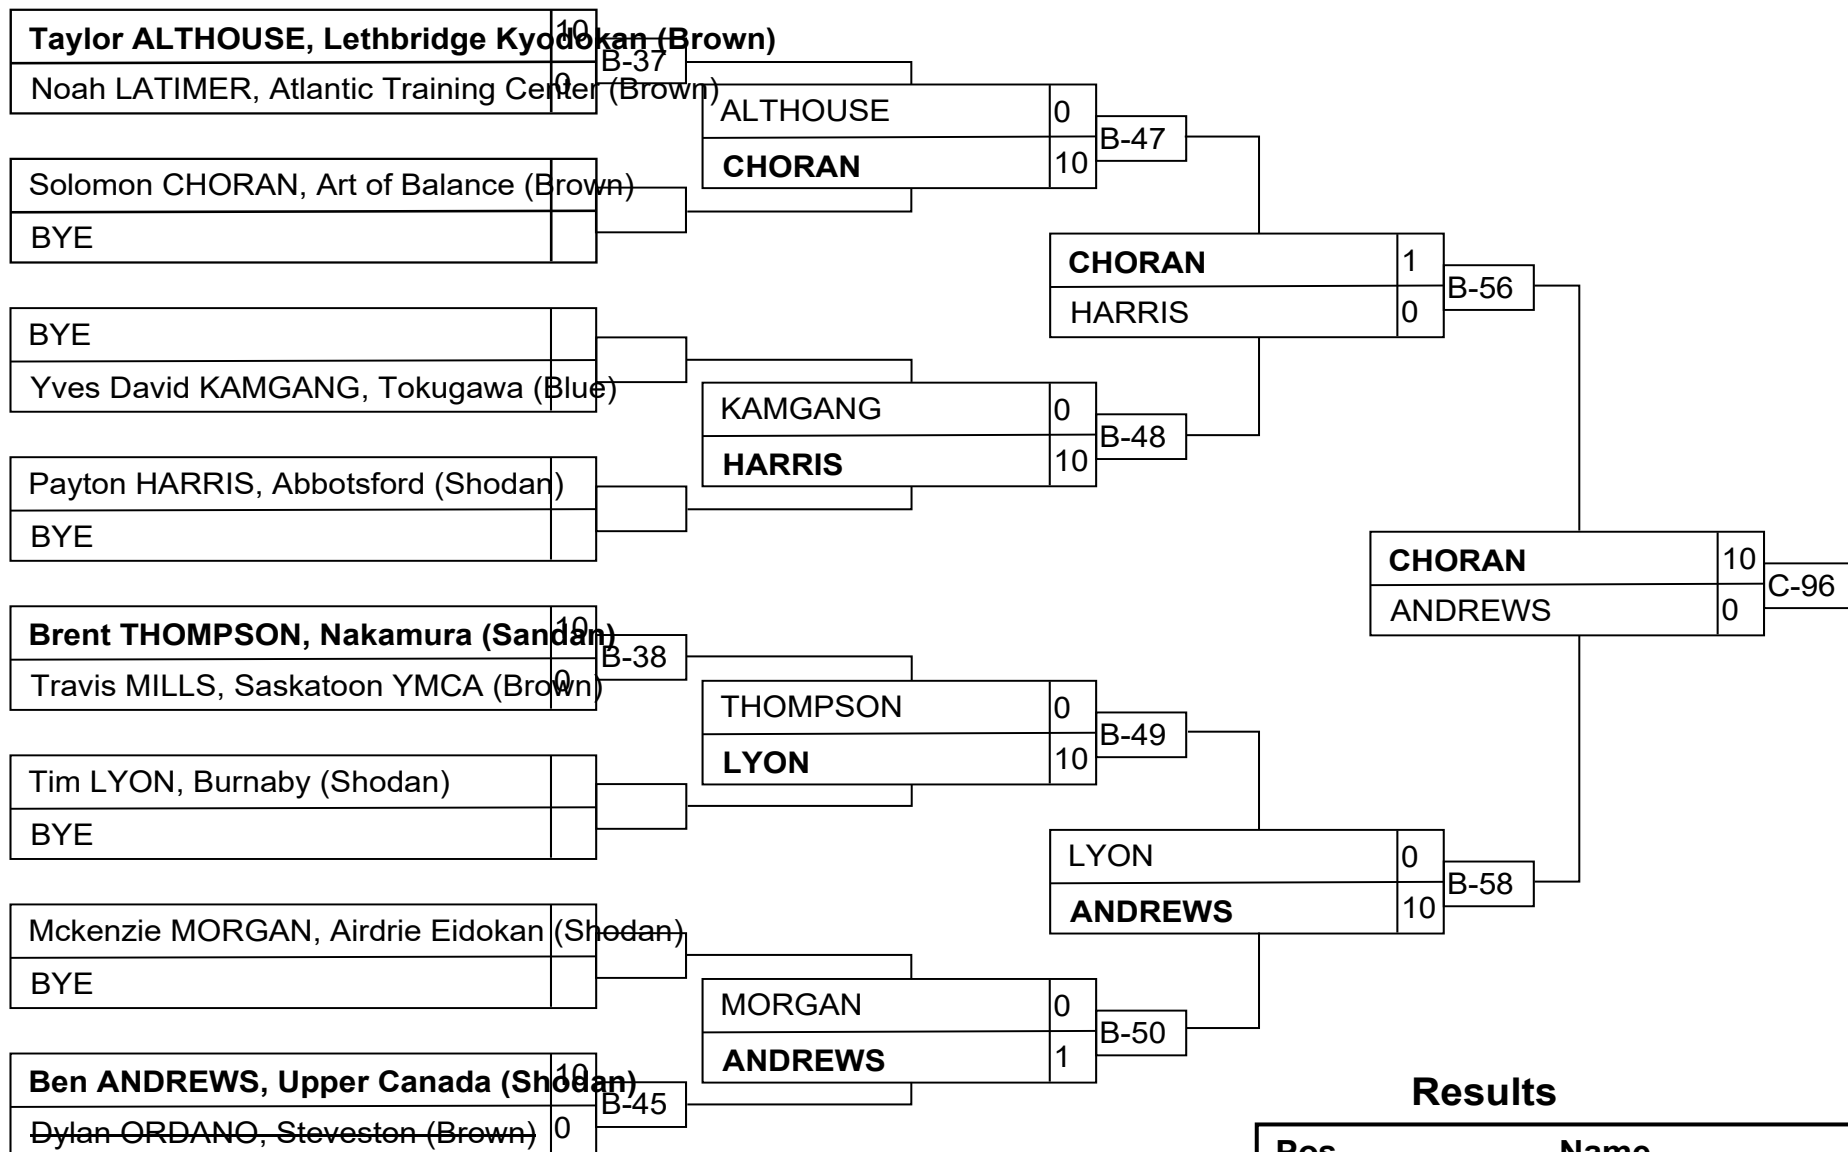 Taylor ALTHOUSE, Lethbridge Kyodokan (Brown) 10
B-37
Noah LATIMER, Atlantic Training Center (Brown) 0
Solomon CHORAN, Art of Balance (Brown)
BYE
BYE
Yves David KAMGANG, Tokugawa (Blue)
Payton HARRIS, Abbotsford (Shodan)
BYE
Brent THOMPSON, Nakamura (Sandan) 10
B-38
Travis MILLS, Saskatoon YMCA (Brown) 0
Tim LYON, Burnaby (Shodan)
BYE
Mckenzie MORGAN, Airdrie Eidokan (Shodan)
BYE
Ben ANDREWS, Upper Canada (Shodan) 10
B-45
Dylan ORDANO, Steveston (Brown) 0
ALTHOUSE 0
B-47
CHORAN 10
KAMGANG 0
B-48
HARRIS 10
THOMPSON 0
B-49
LYON 10
MORGAN 0
B-50
ANDREWS 1
CHORAN 1
B-56
HARRIS 0
LYON 0
B-58
ANDREWS 10
CHORAN 10
C-96
ANDREWS 0
Results
Pos Name